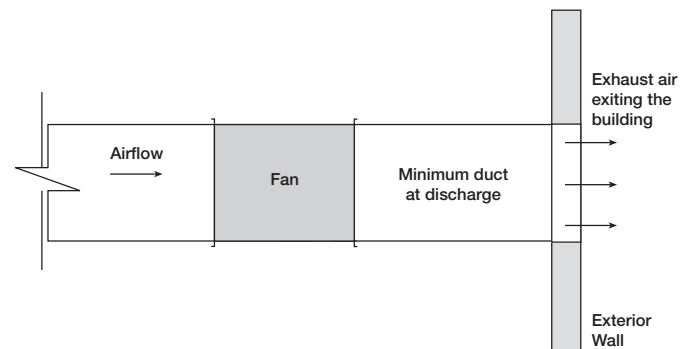 Exhaust air
exiting the
building
Airflow
Fan
Minimum duct
at discharge
Exterior
Wall